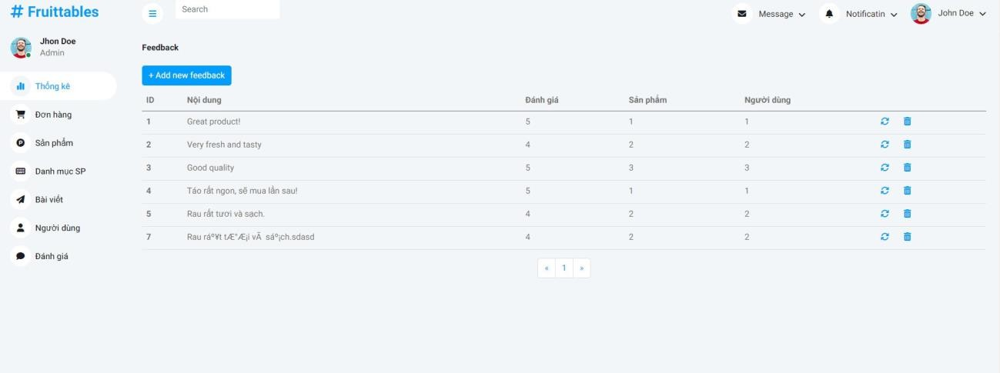 # Fruittables
Search
Message
Notificatin
John Doe
Jhon Doe
Admin
Thống kê
Đơn hàng
Sản phẩm
Danh mục SP
Bài viết
Người dùng
Đánh giá
Feedback
+ Add new feedback
ID Nội dung Đánh giá Sản phẩm Người dùng
1 Great product! 5 1 1
2 Very fresh and tasty 4 2 2
3 Good quality 5 3 3
4 Táo rất ngon, sẽ mua lần sau! 5 1 1
5 Rau rất tươi và sạch. 4 2 2
7 Rau ráº¥t tÆ°Æ¡i vÃ  sáº¡ch.sdasd 4 2 2
« 1 »